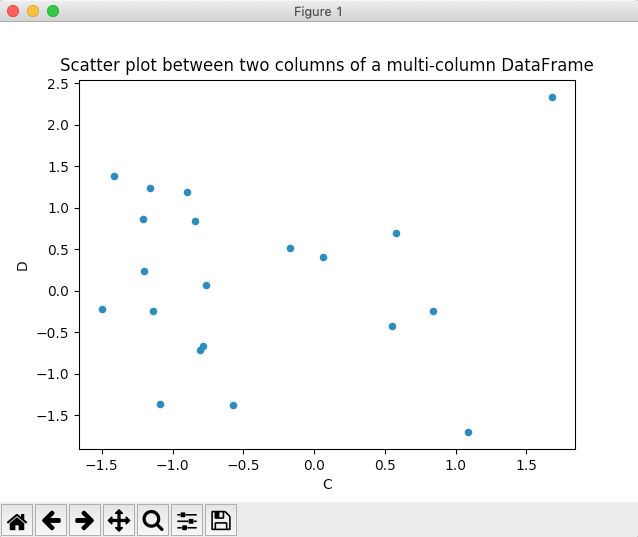 Figure 1
Scatter plot between two columns of a multi-column DataFrame
2.5
2.0
1.5
1.0
0.5
0.0
−0.5
−1.0
−1.5
D
−1.5 −1.0 −0.5 0.0 0.5 1.0 1.5
C